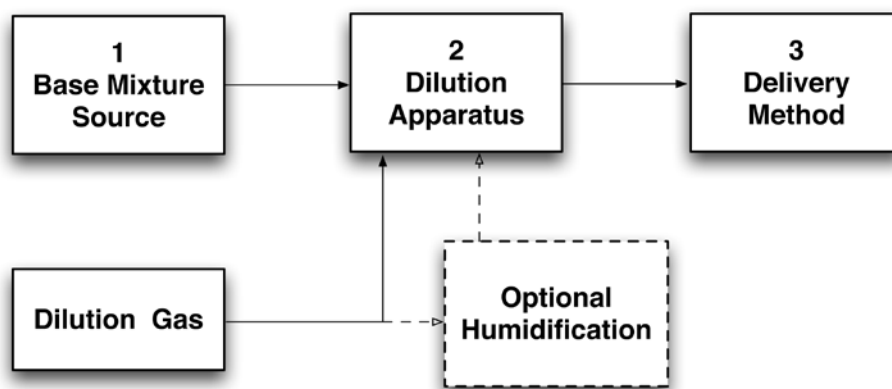 1
Base Mixture
Source
2
Dilution
Apparatus
3
Delivery
Method
Dilution Gas
Optional
Humidification